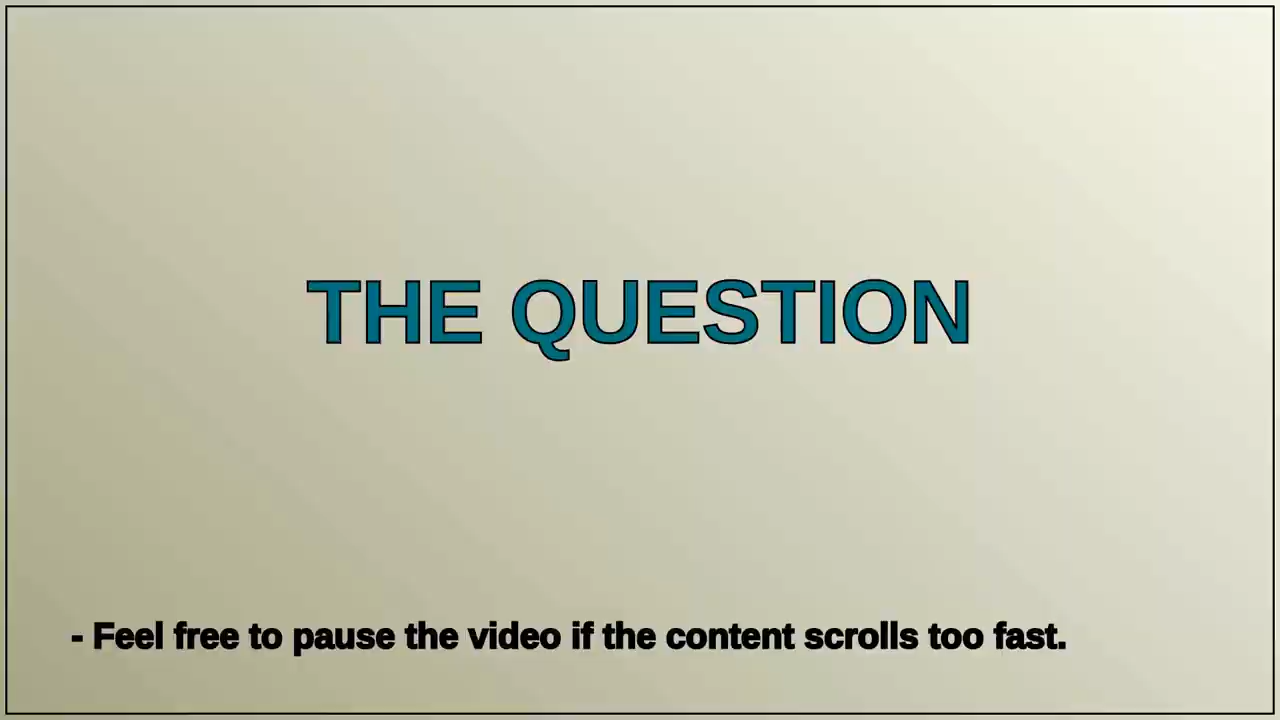 THE QUESTION
- Feel free to pause the video if the content scrolls too fast.